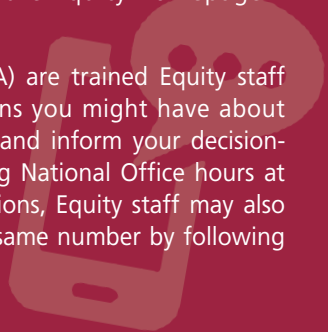 A) are trained Equity staff
ns you might have about
and inform your decision-
g National Office hours at
ions, Equity staff may also
same number by following